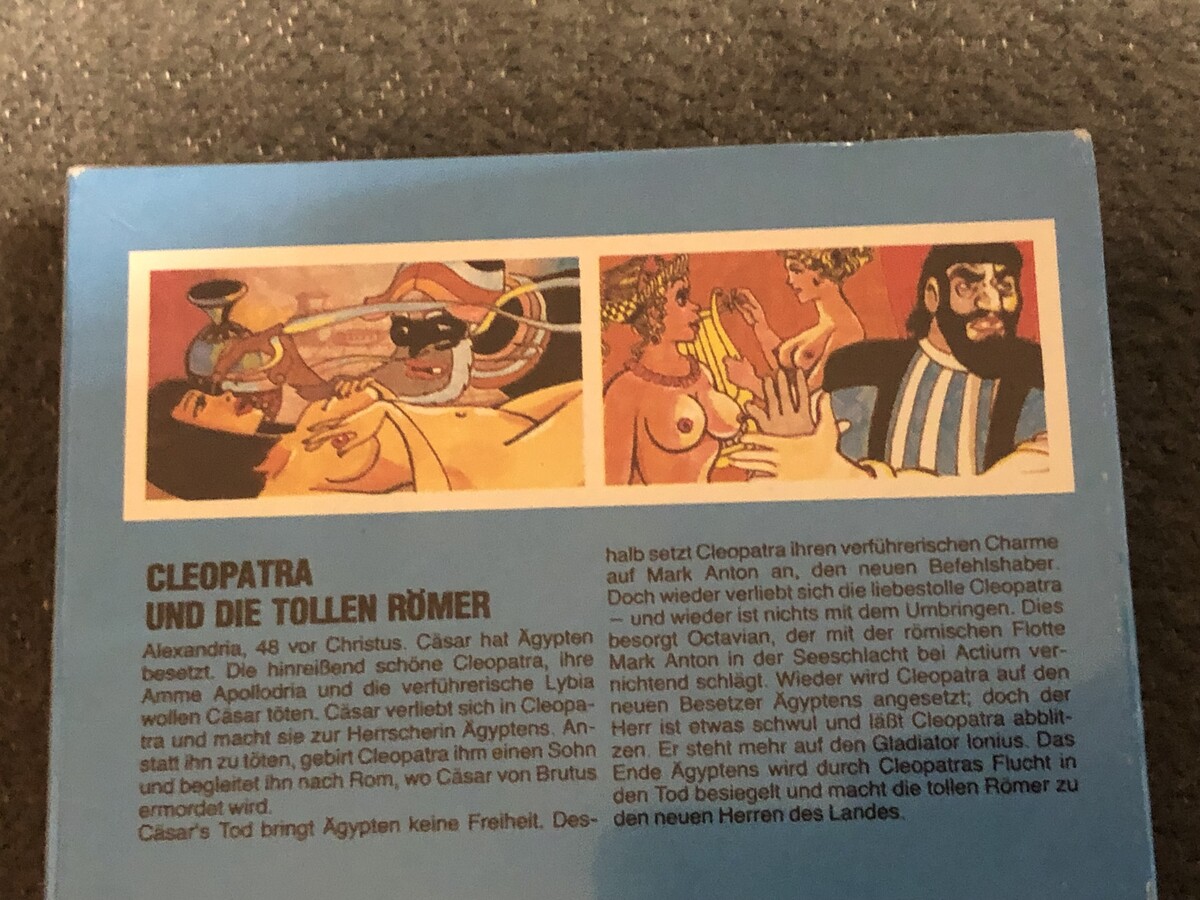 CLEOPATRA
UND DIE TOLLEN RÖMER
Alexandria, 48 vor Christus. Cäsar hat Ägypten
besetzt. Die hinreißend schöne Cleopatra, ihre
Amme Apollodria und die verführerische Lybia
wollen Cäsar töten. Cäsar verliebt sich in Cleopa-
tra und macht sie zur Herrscherin Ägyptens. An-
statt ihn zu töten, gebirt Cleopatra ihm einen Sohn
und begleitet ihn nach Rom, wo Cäsar von Brutus
ermordet wird.
Cäsar's Tod bringt Ägypten keine Freiheit. Des-
halb setzt Cleopatra ihren verführerischen Charme
auf Mark Anton an, den neuen Befehlshaber.
Doch wieder verliebt sich die liebestolle Cleopatra
– und wieder ist nichts mit dem Umbringen. Dies
besorgt Octavian, der mit der römischen Flotte
Mark Anton in der Seeschlacht bei Actium ver-
nichtend schlägt. Wieder wird Cleopatra auf den
neuen Besetzer Ägyptens angesetzt; doch der
Herr ist etwas schwul und läßt Cleopatra abblit-
zen. Er steht mehr auf den Gladiator Ionius. Das
Ende Ägyptens wird durch Cleopatras Flucht in
den Tod besiegelt und macht die tollen Römer zu
den neuen Herren des Landes.